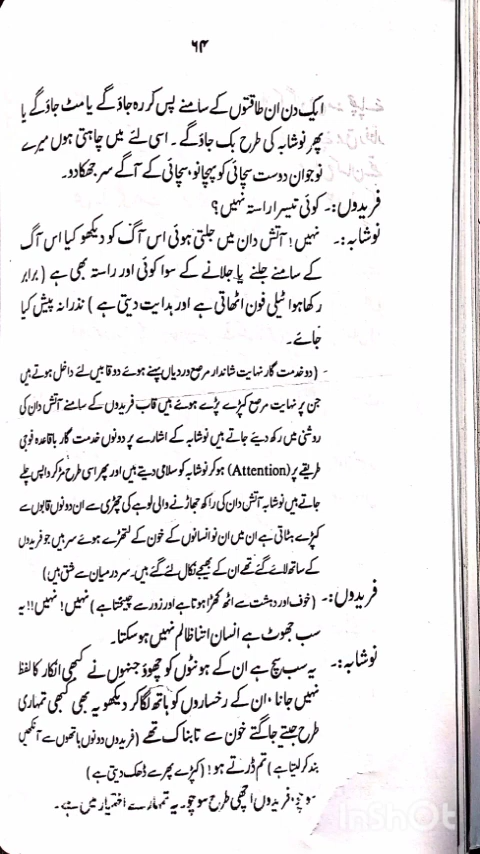 ۶۴
ایک دن ان طاقتوں کے سامنے پس کر رہ جاؤ گے یا مٹ جاؤ گے یا
پھر نوشابہ کی طرح بک جاؤ گے۔ اسی لئے میں چاہتی ہوں میرے
نوجوان دوست سچائی کو پہچانو، سچائی کے آگے سر جھکا دو۔
فریدوں:۔ کوئی تیسرا راستہ نہیں؟
نوشابہ:۔ نہیں! آتش دان میں جلتی ہوئی اس آگ کو دیکھو کیا اس آگ
کے سامنے جلنے یا جلانے کے سوا کوئی اور راستہ بھی ہے (برابر
رکھا ہوا ٹیلی فون اٹھاتی ہے اور ہدایت دیتی ہے) نذرانہ پیش کیا
جائے۔
۔ (دو خدمت گار نہایت شاندار مرصع وردیاں پہنے ہوئے دو قابیں لئے داخل ہوتے ہیں
جن پر نہایت مرصع کپڑے پڑے ہوئے ہیں قاب فریدوں کے سامنے آتش دان کی
روشنی میں رکھ دیئے جاتے ہیں نوشابہ کے اشارے پر دونوں خدمت گار باقاعدہ فوجی
طریقے پر (Attention) ہو کر نوشابہ کو سلامی دیتے ہیں اور پھر اسی طرح مڑ کر واپس چلے
جاتے ہیں نوشابہ آتش دان کی راکھ جھاڑنے والی لوہے کی چھڑی سے ان دونوں قابوں سے
کپڑے ہٹاتی ہے ان میں ان نو انسانوں کے خون کے لتھڑے ہوئے سر ہیں جو فریدوں
کے ساتھ لائے گئے تھے ان کے بھیجے نکال لئے گئے ہیں۔ سر درمیان سے شق ہیں)
فریدوں:۔ (خوف اور دہشت سے اٹھ کھڑا ہوتا ہے اور زور سے چیختا ہے) نہیں! نہیں!! یہ
سب جھوٹ ہے انسان اتنا ظالم نہیں ہو سکتا۔
نوشابہ:۔ یہ سب سچ ہے ان کے ہونٹوں کو چھوؤ جنہوں نے کبھی انکار کا لفظ
نہیں جانا، ان کے رخساروں کو ہاتھ لگا کر دیکھو یہ بھی کبھی تمہاری
طرح جیتے جاگتے خون سے تابناک تھے (فریدوں دونوں ہاتھوں سے آنکھیں
بند کر لیتا ہے) تم ڈرتے ہو! (کپڑے پھر سے ڈھک دیتی ہے)
سوچو، فریدوں اچھی طرح سوچو۔ یہ تمہارے اختیار میں ہے۔
InShOt